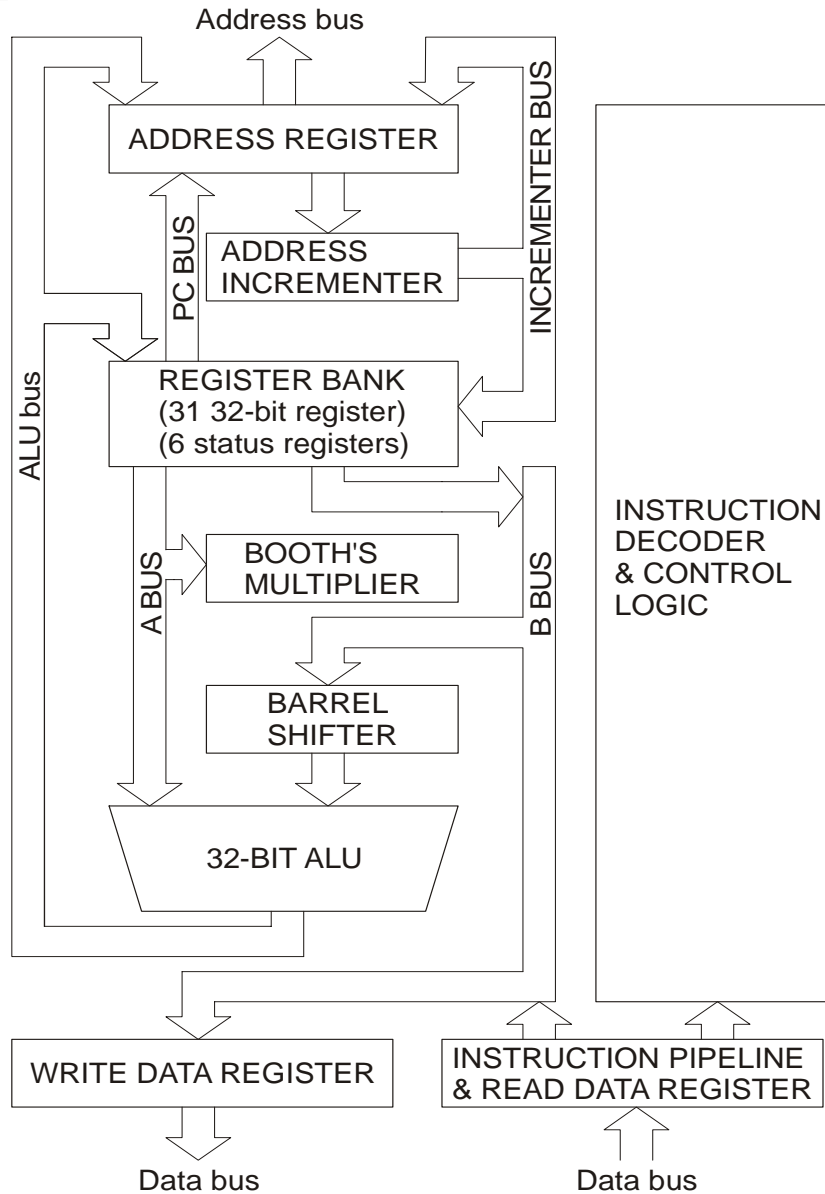 Address bus
ADDRESS REGISTER
INCREMENTER BUS
PC BUS
ADDRESS
INCREMENTER
REGISTER BANK
(31 32-bit register)
(6 status registers)
ALU bus
A BUS
BOOTH'S
MULTIPLIER
B BUS
INSTRUCTION
DECODER
& CONTROL
LOGIC
BARREL
SHIFTER
32-BIT ALU
WRITE DATA REGISTER
INSTRUCTION PIPELINE
& READ DATA REGISTER
Data bus
Data bus